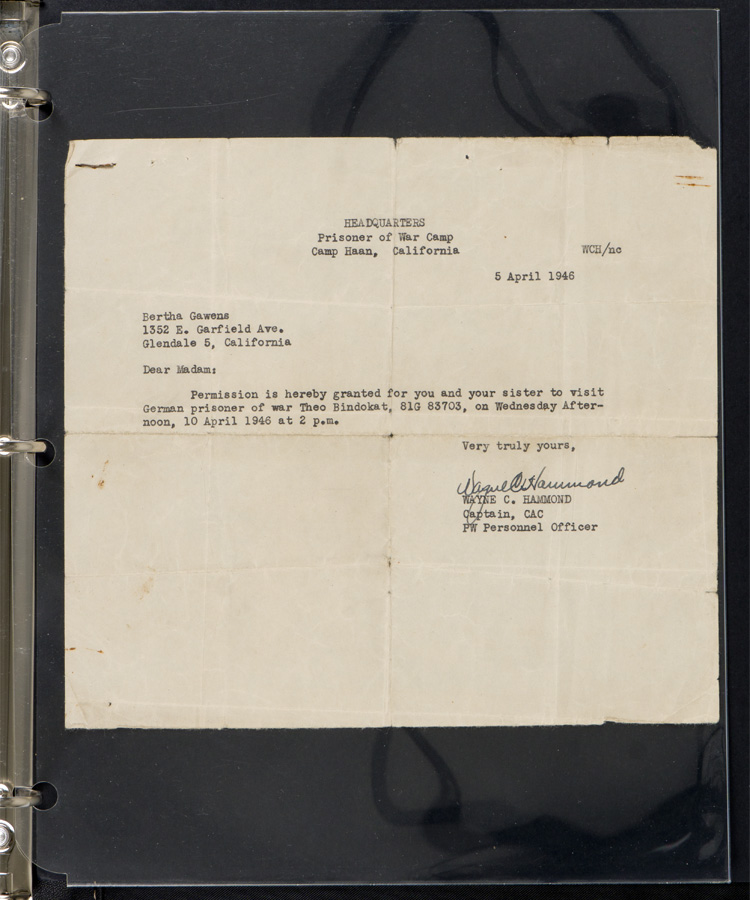 HEADQUARTERS
Prisoner of War Camp
Camp Haan, California
WCH/nc
5 April 1946
Bertha Gawens
1352 E. Garfield Ave.
Glendale 5, California
Dear Madam:
Permission is hereby granted for you and your sister to visit
German prisoner of war Theo Bindokat, 81G 83703, on Wednesday After-
noon, 10 April 1946 at 2 p.m.
Very truly yours,
Wayne C. Hammond
WAYNE C. HAMMOND
Captain, CAC
PW Personnel Officer